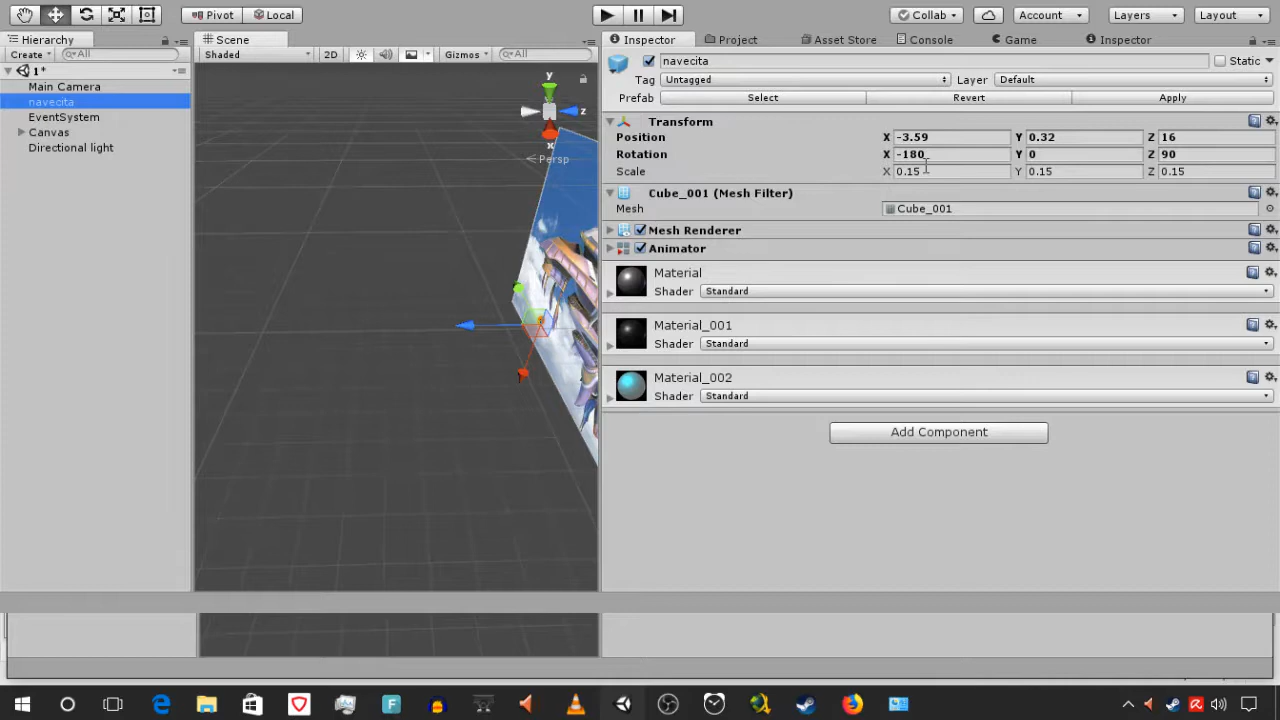 Pivot Local
Collab Account Layers Layout
Hierarchy Scene Inspector Project Asset Store Console Game Inspector
Create All Shaded 2D Gizmos All
navecita Static
1*
Tag Untagged Layer Default
Main Camera
navecita
EventSystem
Canvas
Directional light
y
z
x
Persp
Prefab Select Revert Apply
Transform
Position X -3.59 Y 0.32 Z 16
Rotation X -180 Y 0 Z 90
Scale X 0.15 Y 0.15 Z 0.15
Cube_001 (Mesh Filter)
Mesh Cube_001
Mesh Renderer
Animator
Material
Shader Standard
Material_001
Shader Standard
Material_002
Shader Standard
Add Component